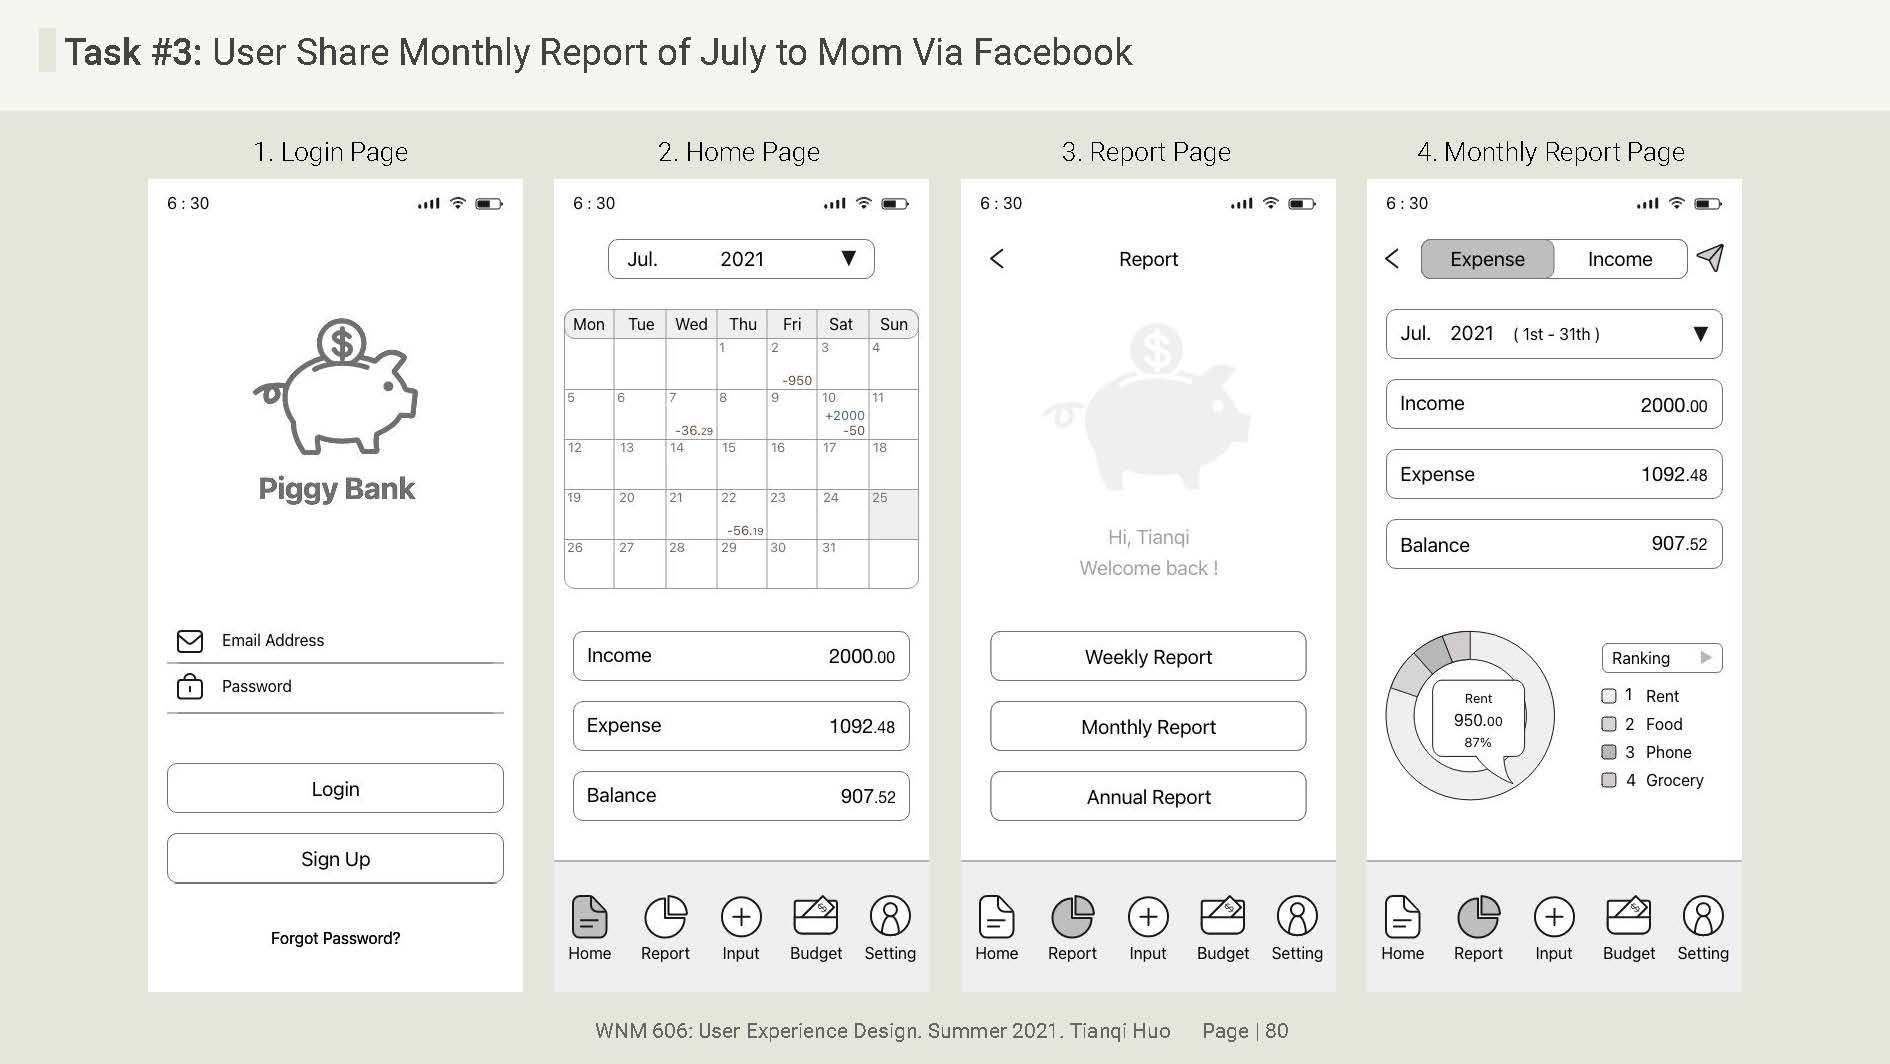 Task #3: User Share Monthly Report of July to Mom Via Facebook
1. Login Page
6 : 30
$
Piggy Bank
Email Address
Password
Login
Sign Up
Forgot Password?
2. Home Page
6 : 30
Jul. 2021
Mon Tue Wed Thu Fri Sat Sun
1 2 3 4
-950
5 6 7 8 9 10 11
+2000
-36.29 -50
12 13 14 15 16 17 18
19 20 21 22 23 24 25
-56.19
26 27 28 29 30 31
Income 2000.00
Expense 1092.48
Balance 907.52
Home Report Input Budget Setting
3. Report Page
6 : 30
Report
$
Hi, Tianqi
Welcome back !
Weekly Report
Monthly Report
Annual Report
Home Report Input Budget Setting
4. Monthly Report Page
6 : 30
Expense Income
Jul. 2021 ( 1st - 31th )
Income 2000.00
Expense 1092.48
Balance 907.52
Rent
950.00
87%
Ranking
1 Rent
2 Food
3 Phone
4 Grocery
Home Report Input Budget Setting
WNM 606: User Experience Design. Summer 2021. Tianqi Huo Page | 80